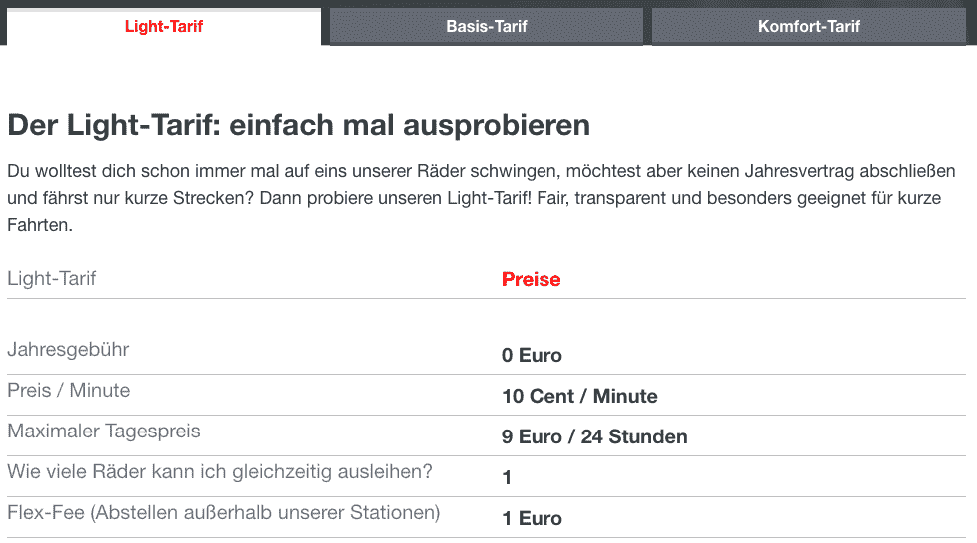 Light-Tarif
Basis-Tarif
Komfort-Tarif
Der Light-Tarif: einfach mal ausprobieren
Du wolltest dich schon immer mal auf eins unserer Räder schwingen, möchtest aber keinen Jahresvertrag abschließen
und fährst nur kurze Strecken? Dann probiere unseren Light-Tarif! Fair, transparent und besonders geeignet für kurze
Fahrten.
Light-Tarif Preise
Jahresgebühr 0 Euro
Preis / Minute 10 Cent / Minute
Maximaler Tagespreis 9 Euro / 24 Stunden
Wie viele Räder kann ich gleichzeitig ausleihen? 1
Flex-Fee (Abstellen außerhalb unserer Stationen) 1 Euro